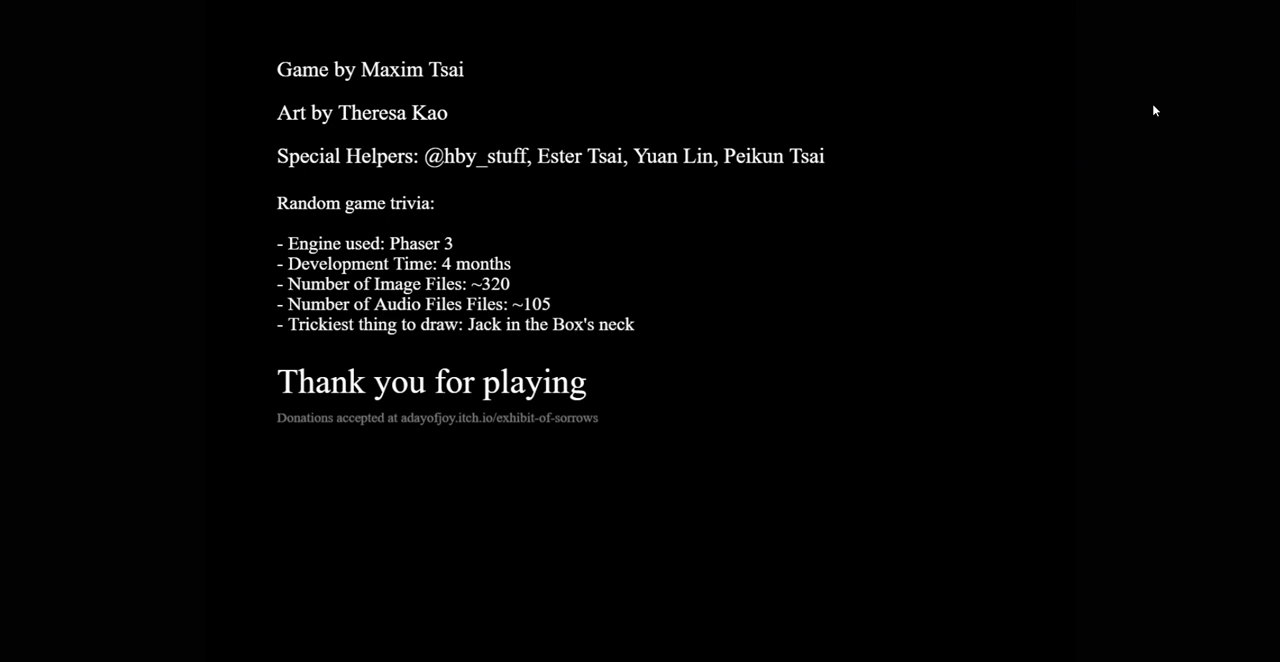 Game by Maxim Tsai
Art by Theresa Kao
Special Helpers: @hby_stuff, Ester Tsai, Yuan Lin, Peikun Tsai
Random game trivia:
- Engine used: Phaser 3
- Development Time: 4 months
- Number of Image Files: ~320
- Number of Audio Files Files: ~105
- Trickiest thing to draw: Jack in the Box's neck
Thank you for playing
Donations accepted at adayofjoy.itch.io/exhibit-of-sorrows